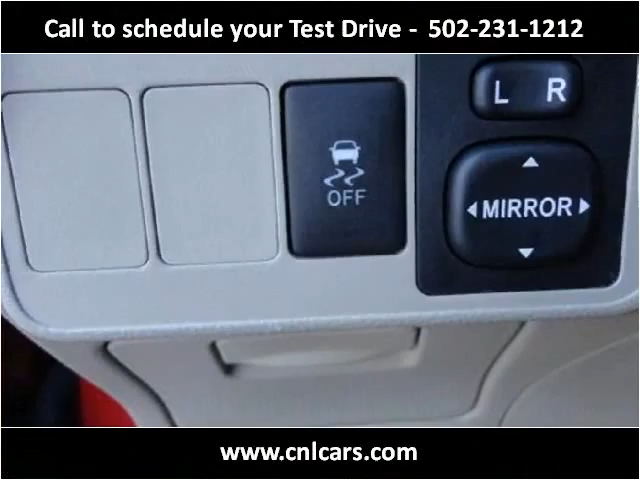 Call to schedule your Test Drive - 502-231-1212
L R
OFF
MIRROR
www.cnlcars.com